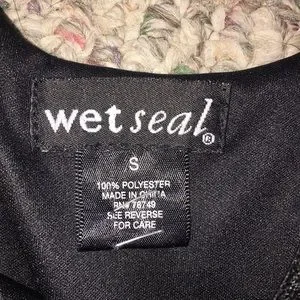 wet seal®
S
100% POLYESTER
MADE IN CHINA
RN# 78749
SEE REVERSE
FOR CARE